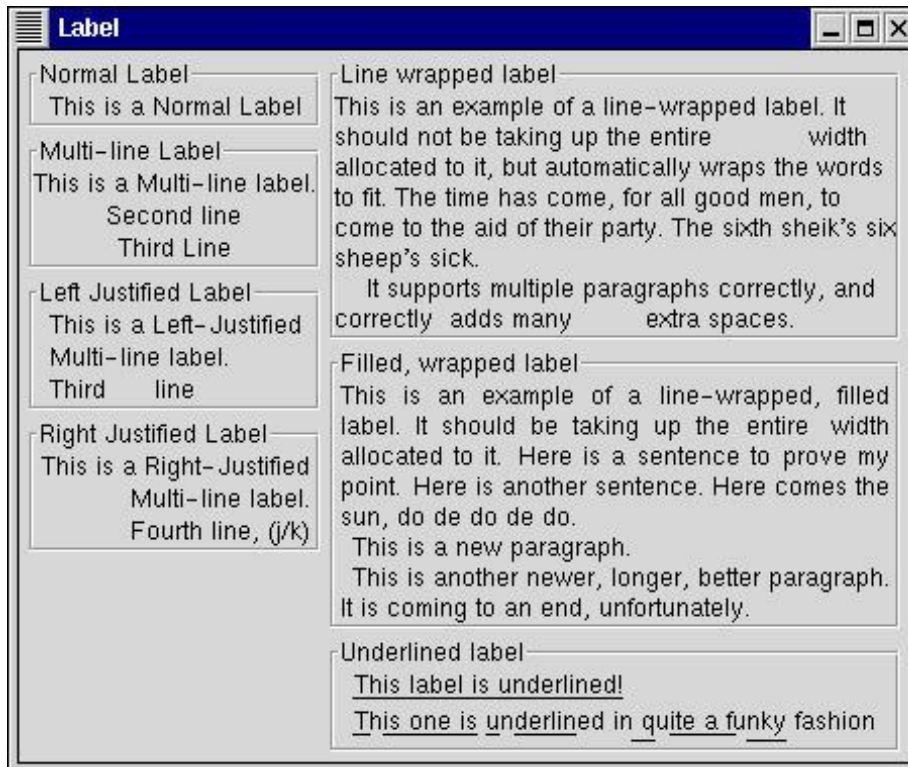 Label
Normal Label
This is a Normal Label
Multi-line Label
This is a Multi-line label.
Second line
Third Line
Left Justified Label
This is a Left-Justified
Multi-line label.
Third      line
Right Justified Label
This is a Right-Justified
Multi-line label.
Fourth line, (j/k)
Line wrapped label
This is an example of a line-wrapped label. It
should not be taking up the entire           width
allocated to it, but automatically wraps the words
to fit. The time has come, for all good men, to
come to the aid of their party. The sixth sheik's six
sheep's sick.
It supports multiple paragraphs correctly, and
correctly  adds many         extra spaces.
Filled, wrapped label
This is an example of a line-wrapped, filled
label. It should be taking up the entire  width
allocated to it. Here is a sentence to prove my
point. Here is another sentence. Here comes the
sun, do de do de do.
This is a new paragraph.
This is another newer, longer, better paragraph.
It is coming to an end, unfortunately.
Underlined label
This label is underlined!
This one is underlined in quite a funky fashion